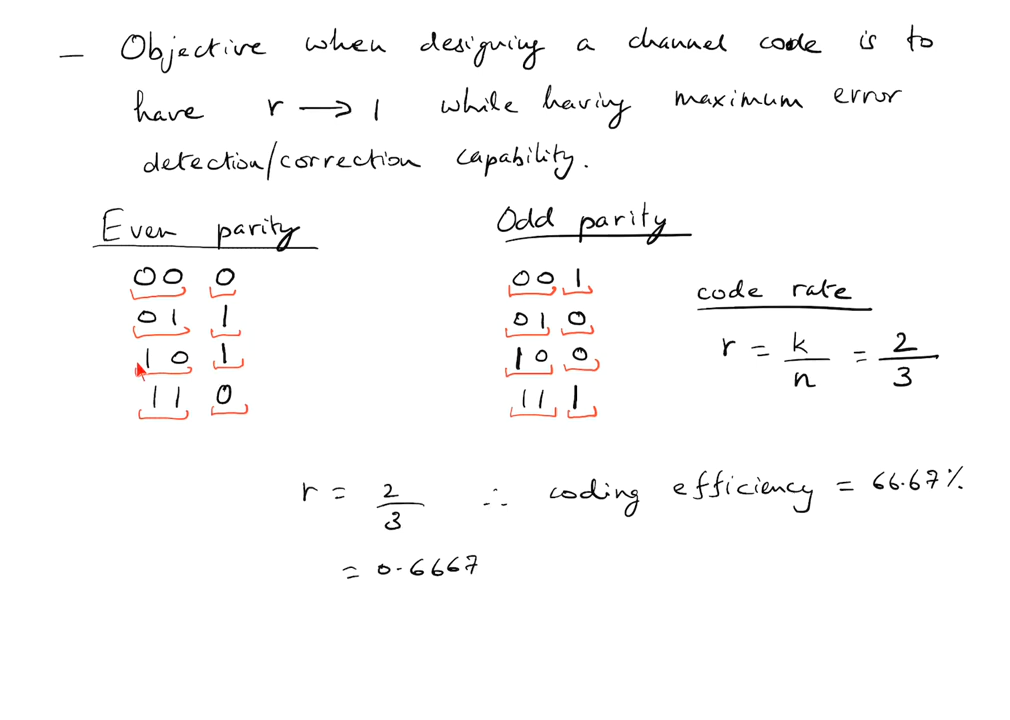 – Objective when designing a channel code is to
have r → 1 while having maximum error
detection/correction capability.
Even parity
00 0
01 1
10 1
11 0
Odd parity
00 1
01 0
10 0
11 1
code rate
r = k/n = 2/3
r = 2/3 ∴ coding efficiency = 66.67%
= 0.6667